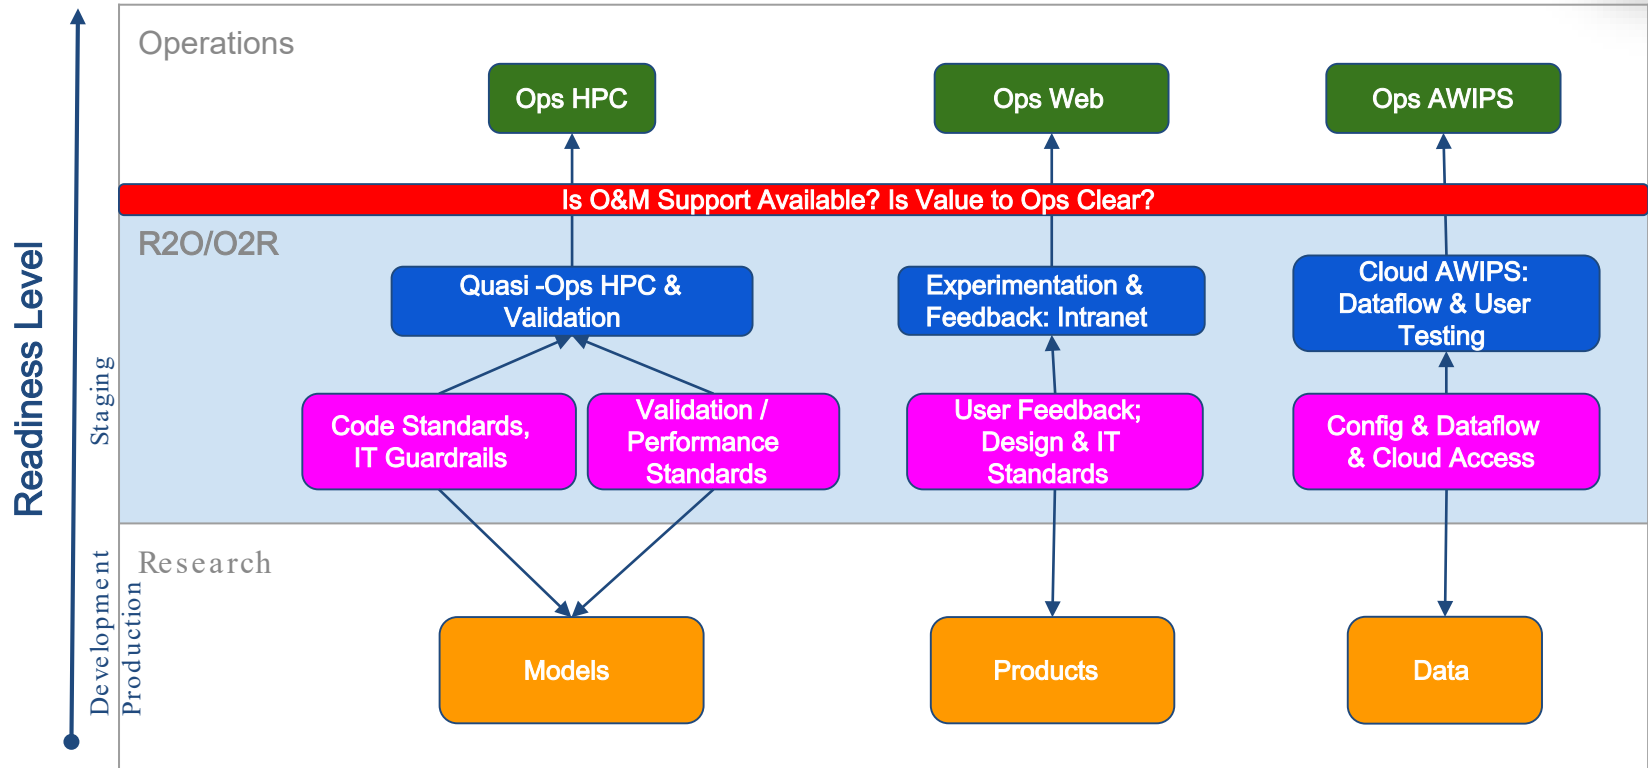 Operations
Ops HPC
Ops Web
Ops AWIPS
Is O&M Support Available? Is Value to Ops Clear?
R2O/O2R
Quasi -Ops HPC &
Validation
Experimentation &
Feedback: Intranet
Cloud AWIPS:
Dataflow & User
Testing
Code Standards,
IT Guardrails
Validation /
Performance
Standards
User Feedback;
Design & IT
Standards
Config & Dataflow
& Cloud Access
Research
Models
Products
Data
Readiness Level
Staging
Development
Production